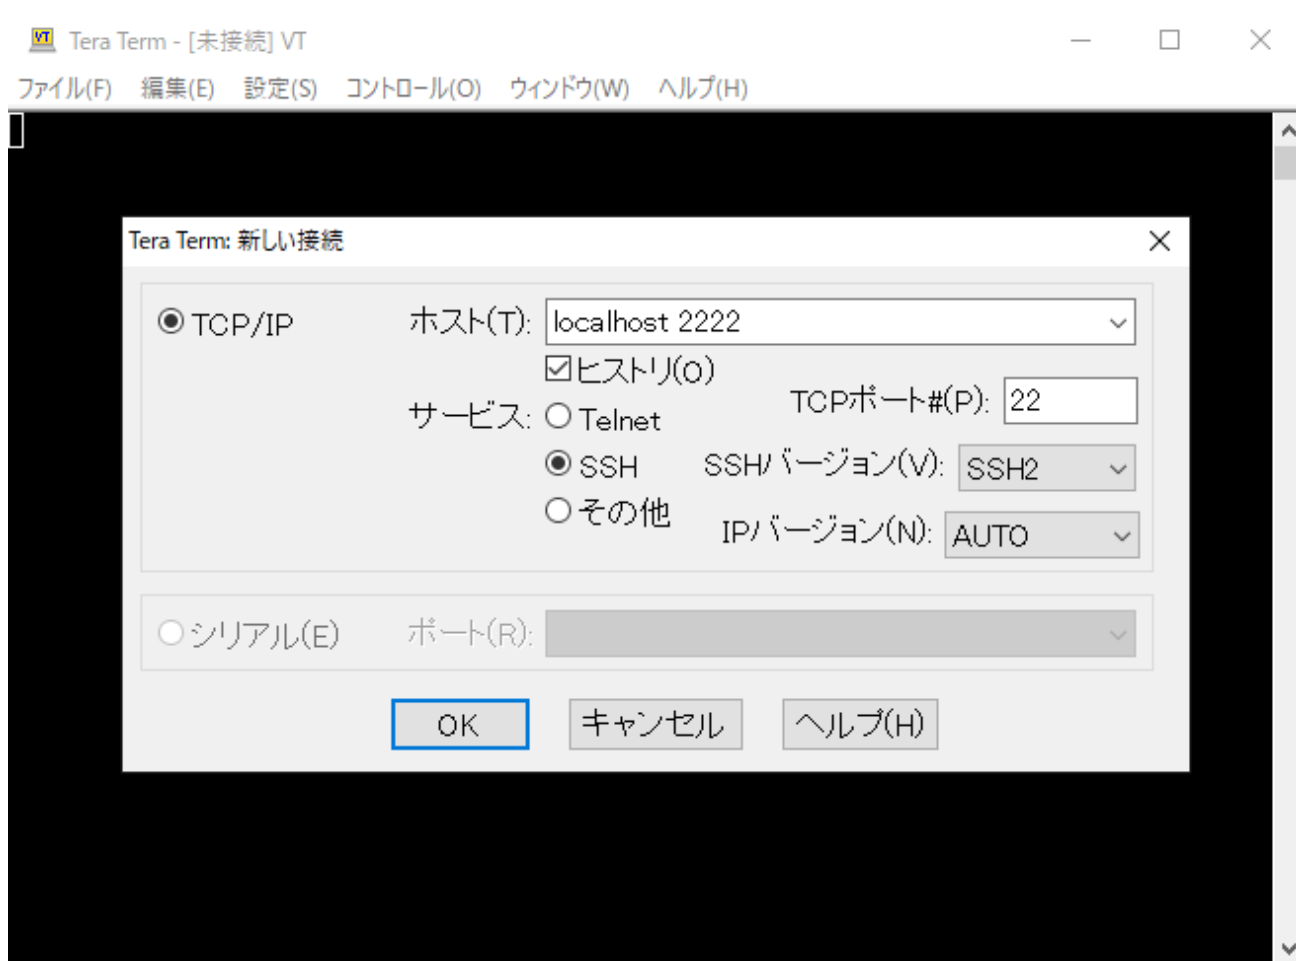 VT Tera Term - [未接続] VT
ファイル(F) 編集(E) 設定(S) コントロール(O) ウィンドウ(W) ヘルプ(H)
Tera Term: 新しい接続
TCP/IP ホスト(T): localhost 2222
ヒストリ(O)
サービス: Telnet TCPポート#(P): 22
SSH SSHバージョン(V): SSH2
その他 IPバージョン(N): AUTO
シリアル(E) ポート(R):
OK キャンセル ヘルプ(H)